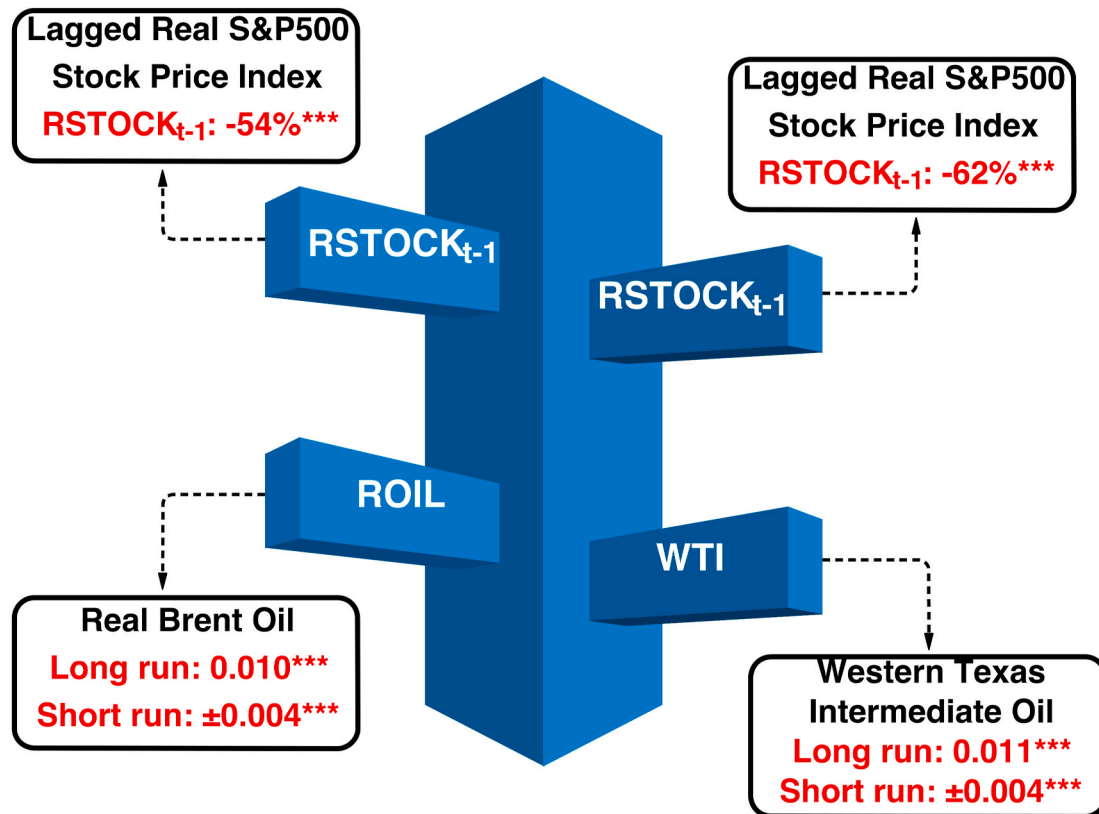 Lagged Real S&P500
Stock Price Index
RSTOCKt-1: -54%***
Lagged Real S&P500
Stock Price Index
RSTOCKt-1: -62%***
RSTOCKt-1
RSTOCKt-1
ROIL
WTI
Real Brent Oil
Long run: 0.010***
Short run: ±0.004***
Western Texas
Intermediate Oil
Long run: 0.011***
Short run: ±0.004***